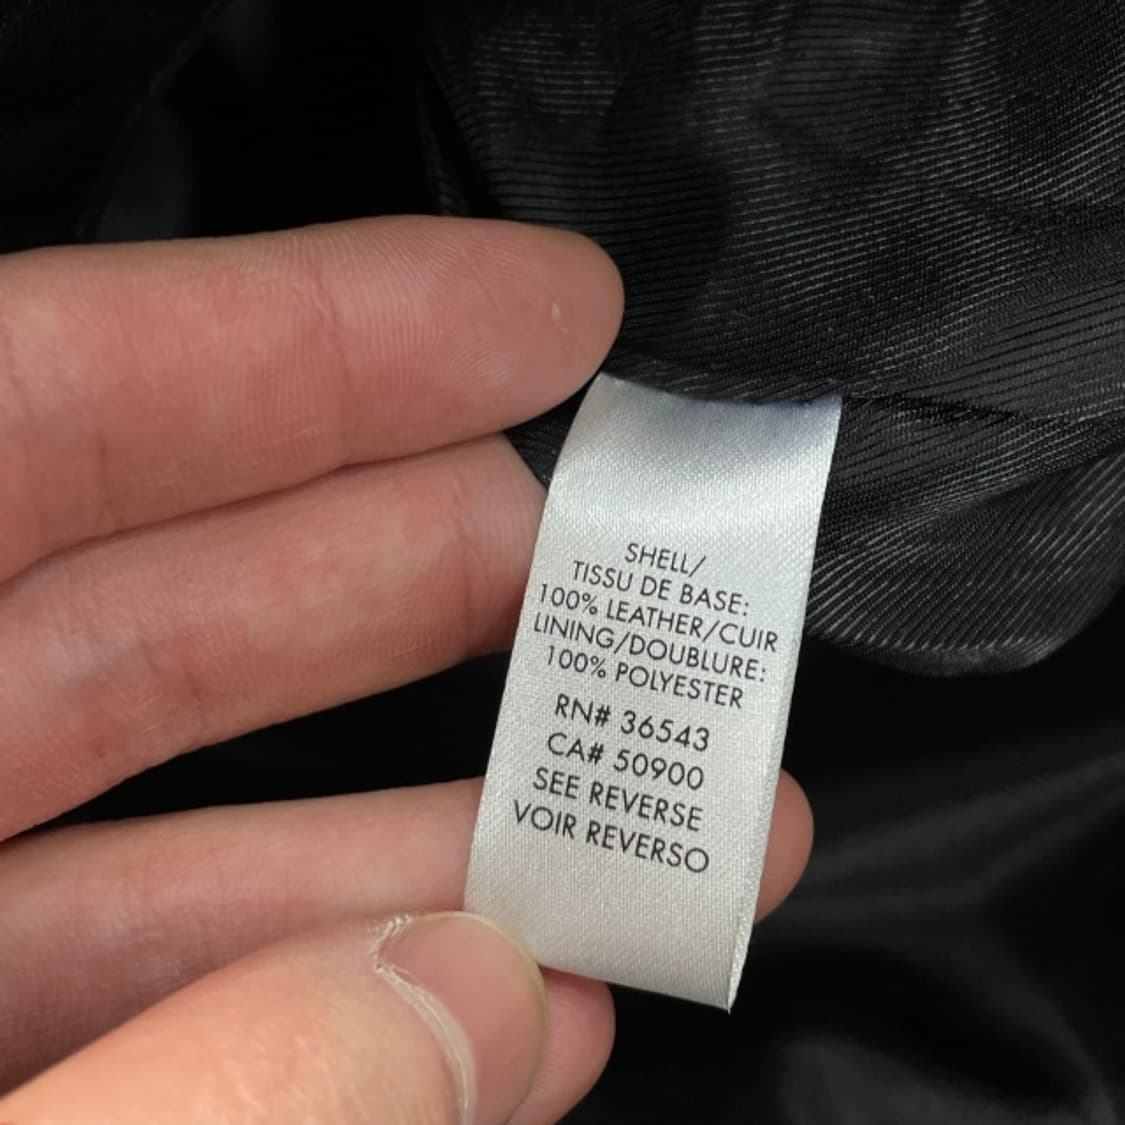 SHELL/
TISSU DE BASE:
100% LEATHER/CUIR
LINING/DOUBLURE:
100% POLYESTER
RN# 36543
CA# 50900
SEE REVERSE
VOIR REVERSO